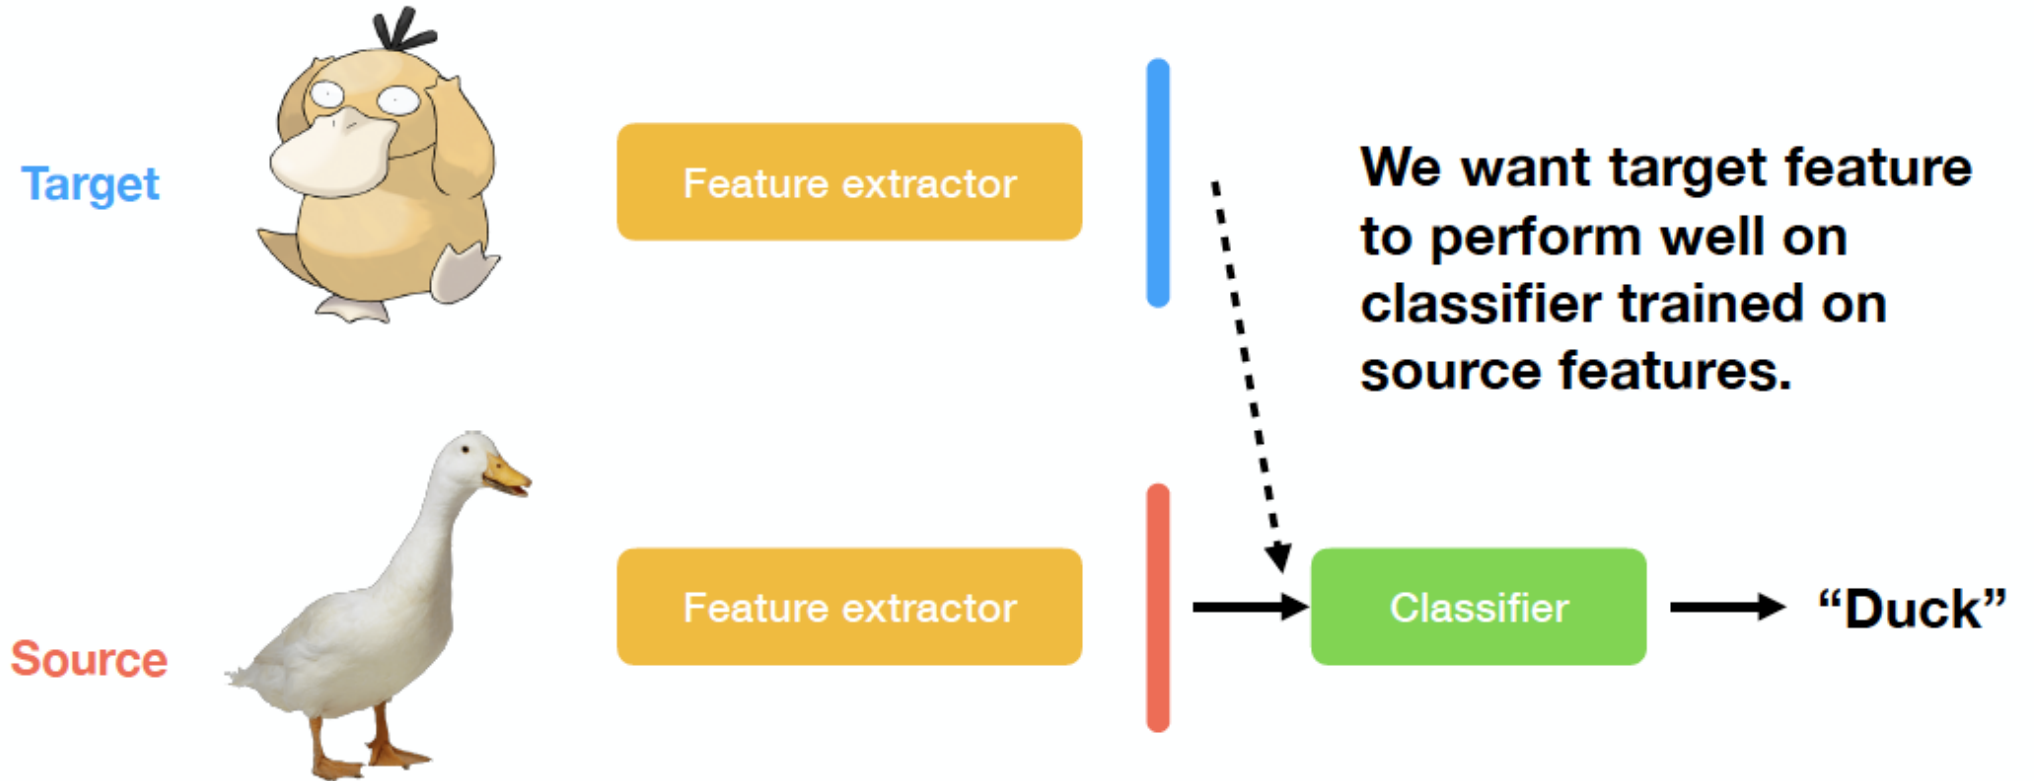 Target
Feature extractor
We want target feature
to perform well on
classifier trained on
source features.
Source
Feature extractor
Classifier
“Duck”